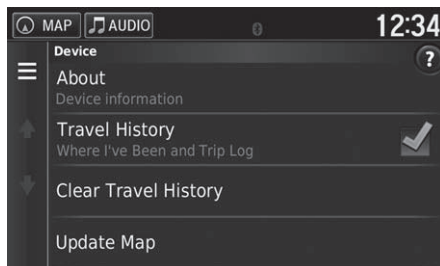 MAP AUDIO 12:34
Device
?
About
Device information
Travel History
Where I've Been and Trip Log
Clear Travel History
Update Map